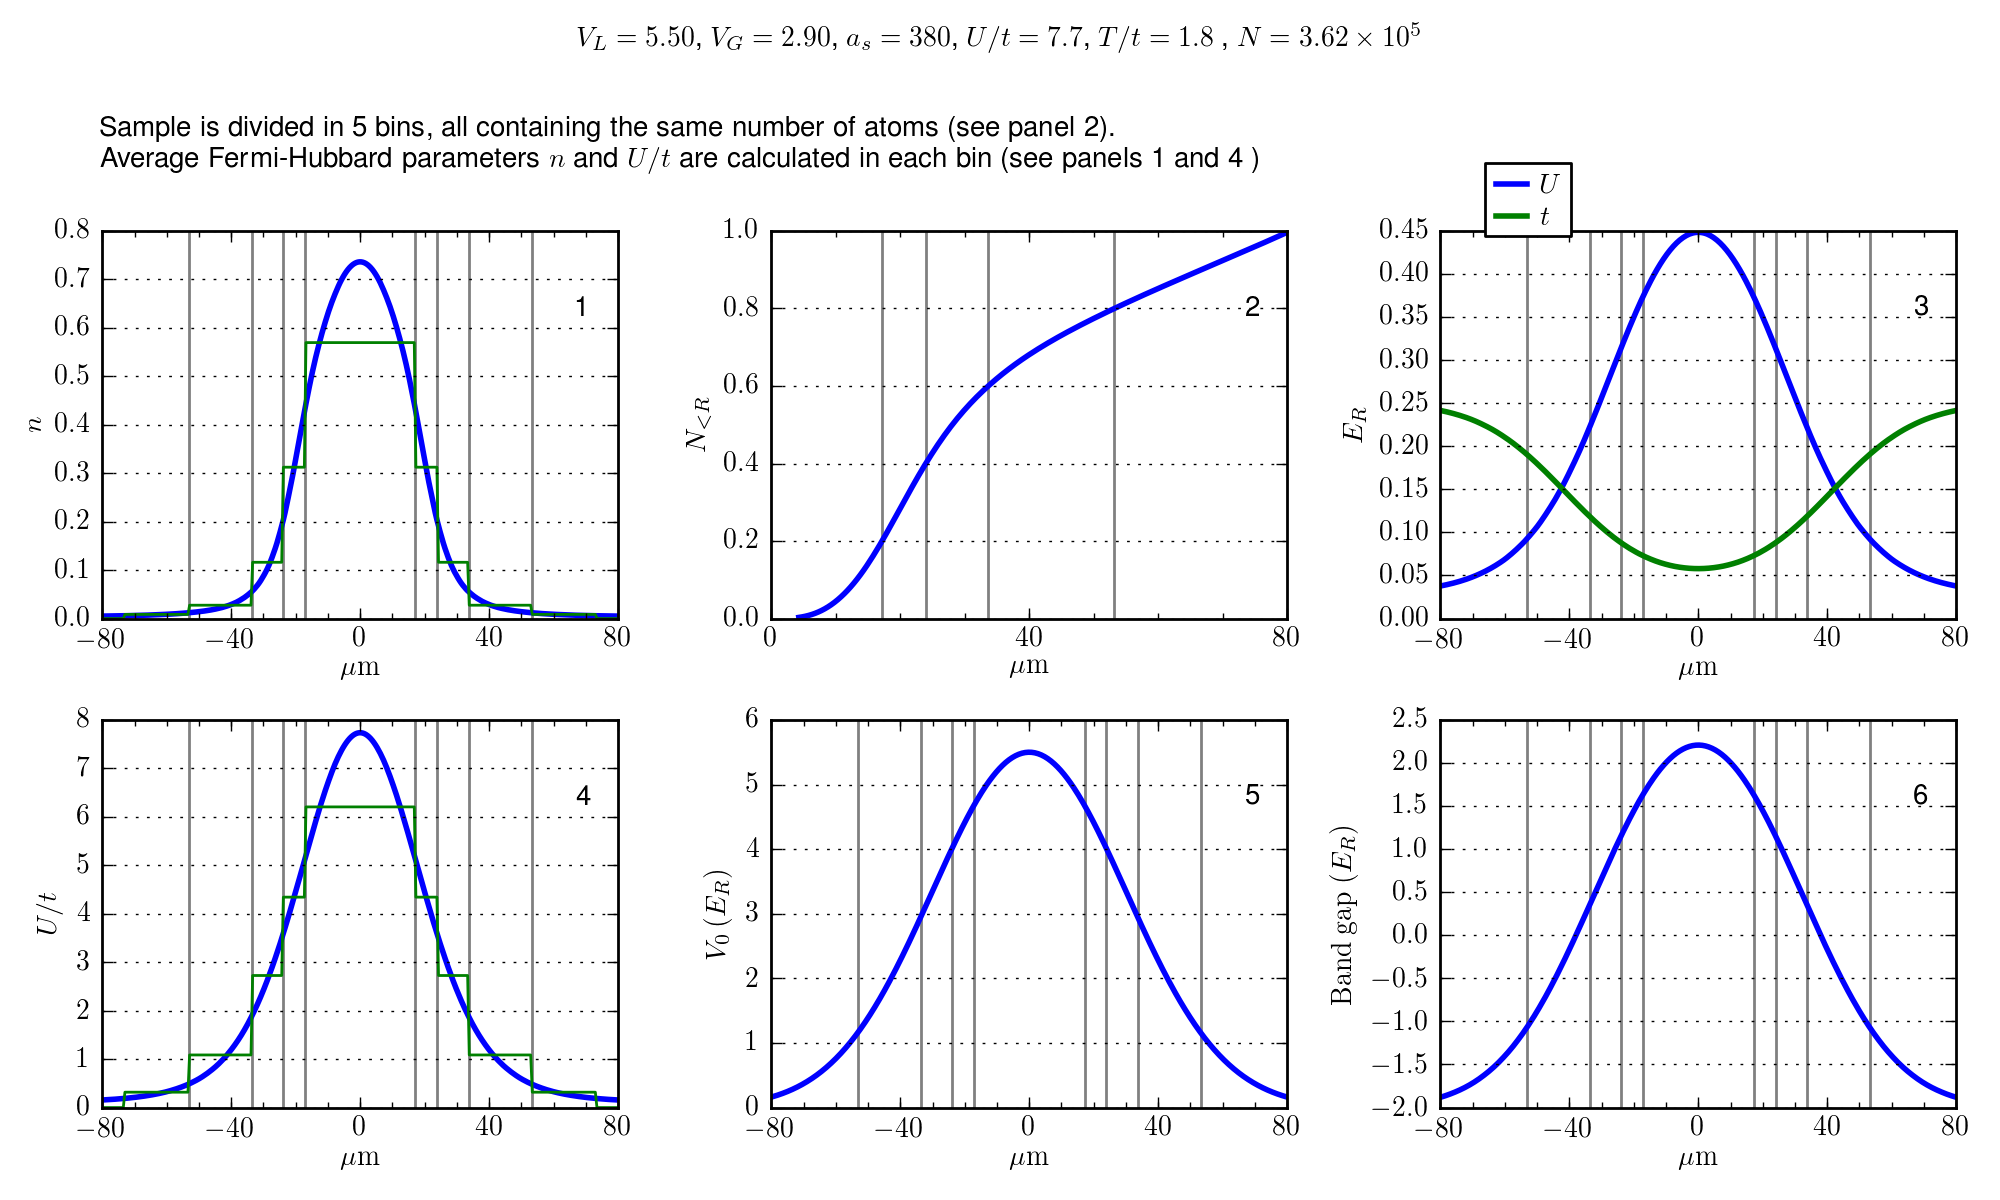 V_L = 5.50, V_G = 2.90, a_s = 380, U/t = 7.7, T/t = 1.8 , N = 3.62 × 10^5
Sample is divided in 5 bins, all containing the same number of atoms (see panel 2).
Average Fermi-Hubbard parameters n and U/t are calculated in each bin (see panels 1 and 4 )
U
t
0.8
0.7
0.6
0.5
0.4
0.3
0.2
0.1
0.0
n
1
−80 −40 0 40 80
μm
1.0
0.8
0.6
0.4
0.2
0.0
N_{<R}
2
0 40 80
μm
0.45
0.40
0.35
0.30
0.25
0.20
0.15
0.10
0.05
0.00
E_R
3
−80 −40 0 40 80
μm
8
7
6
5
4
3
2
1
0
U/t
4
−80 −40 0 40 80
μm
6
5
4
3
2
1
0
V_0 (E_R)
5
−80 −40 0 40 80
μm
2.5
2.0
1.5
1.0
0.5
0.0
−0.5
−1.0
−1.5
−2.0
Band gap (E_R)
6
−80 −40 0 40 80
μm